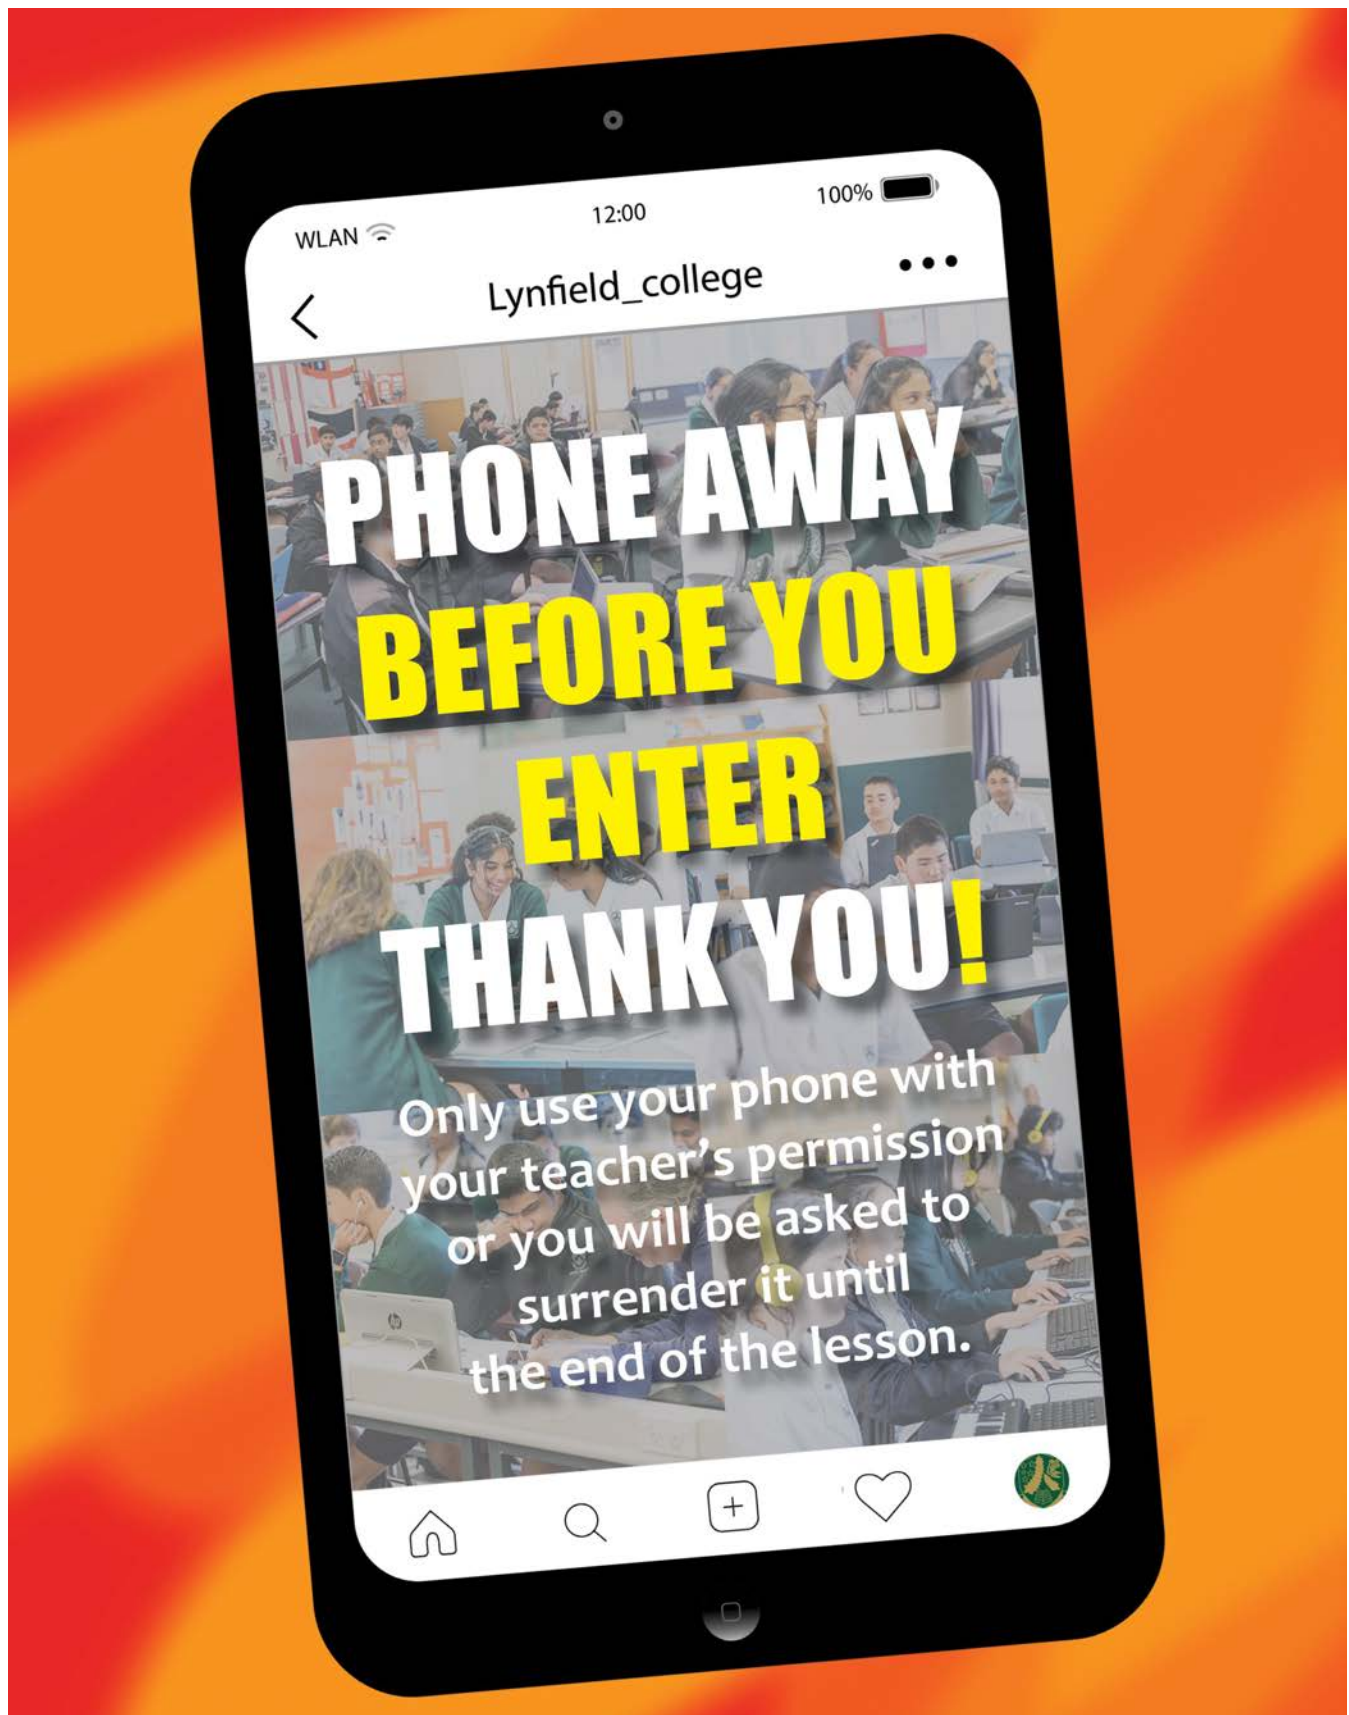 WLAN
12:00
100%
Lynfield_college
PHONE AWAY
BEFORE YOU
ENTER
THANK YOU!
Only use your phone with
your teacher's permission
or you will be asked to
surrender it until
the end of the lesson.
hp